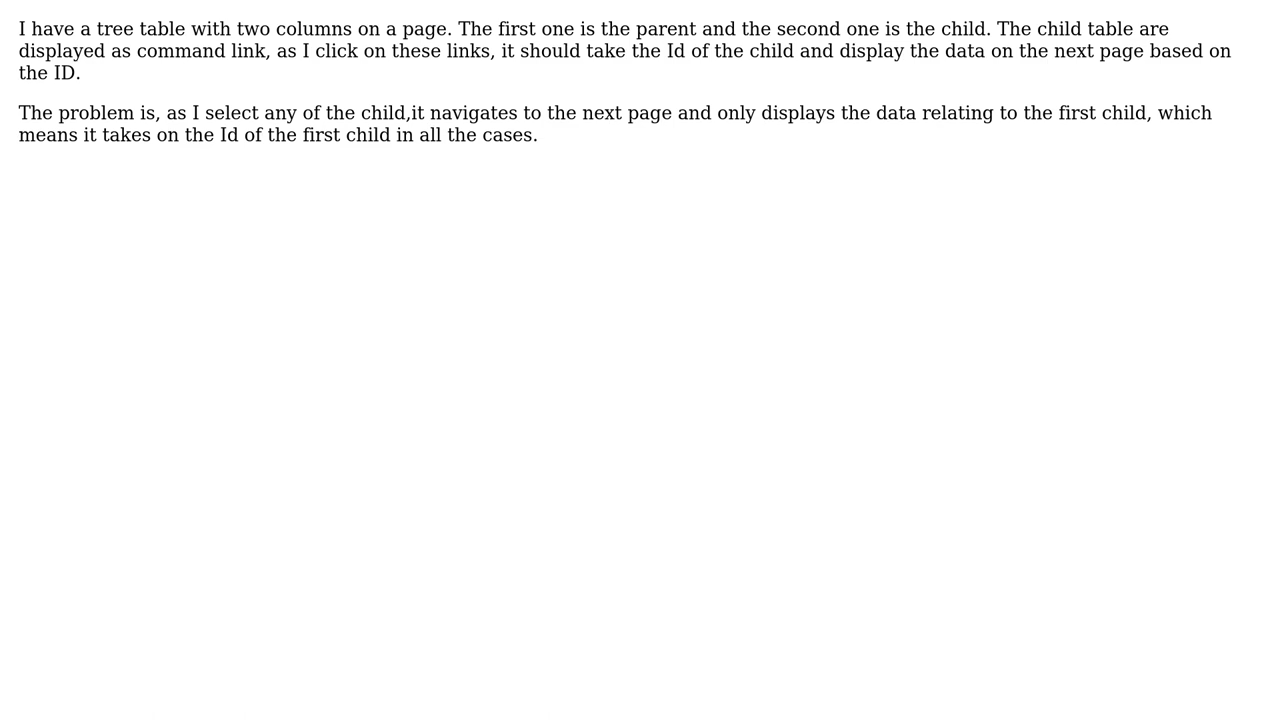 I have a tree table with two columns on a page. The first one is the parent and the second one is the child. The child table are
displayed as command link, as I click on these links, it should take the Id of the child and display the data on the next page based on
the ID.
The problem is, as I select any of the child,it navigates to the next page and only displays the data relating to the first child, which
means it takes on the Id of the first child in all the cases.